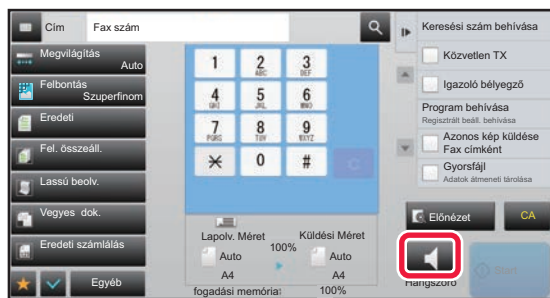 Cím
Fax szám
Megvilágítás
Auto
Felbontás
Szuperfinom
Eredeti
Fel. összeáll.
Lassú beolv.
Vegyes dok.
Eredeti számlálás
Egyéb
1
2
ABC
3
DEF
4
GHI
5
JKL
6
MNO
7
PQRS
8
TUV
9
WXYZ
0
#
C
Lapolv. Méret
100%
Küldési Méret
Auto
A4
Auto
A4
fogadási memória:
100%
Keresési szám behívása
Közvetlen TX
Igazoló bélyegző
Program behívása
Regisztrált beáll. behívása
Azonos kép küldése
Fax címként
Gyorsfájl
Adatok átmeneti tárolása
Előnézet
CA
Hangszóró
Start